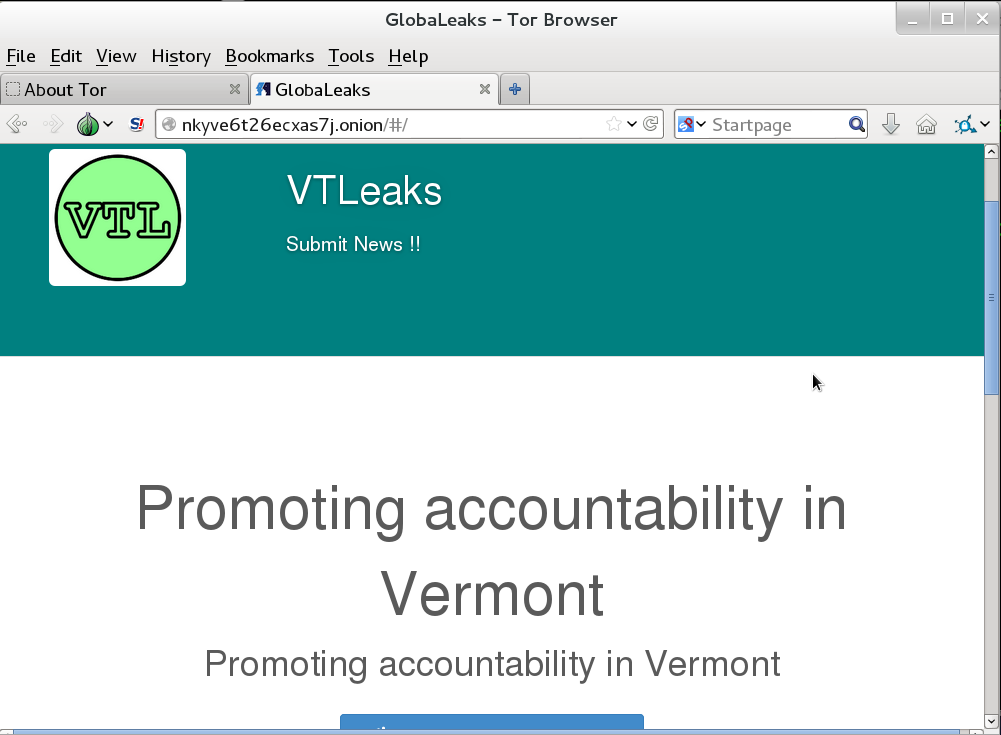 GlobaLeaks – Tor Browser
File Edit View History Bookmarks Tools Help
About Tor
GlobaLeaks
nkyve6t26ecxas7j.onion/#/
Startpage
VTL
VTLeaks
Submit News !!
Promoting accountability in
Vermont
Promoting accountability in Vermont